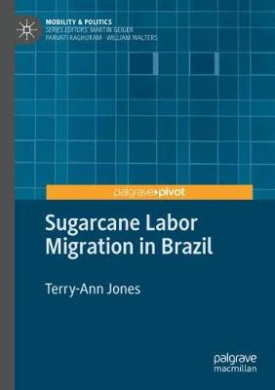 MOBILITY & POLITICS
SERIES EDITORS: MARTIN GEIGER
PARVATI RAGHURAM · WILLIAM WALTERS
palgrave▸pivot
Sugarcane Labor
Migration in Brazil
Terry-Ann Jones
palgrave
macmillan